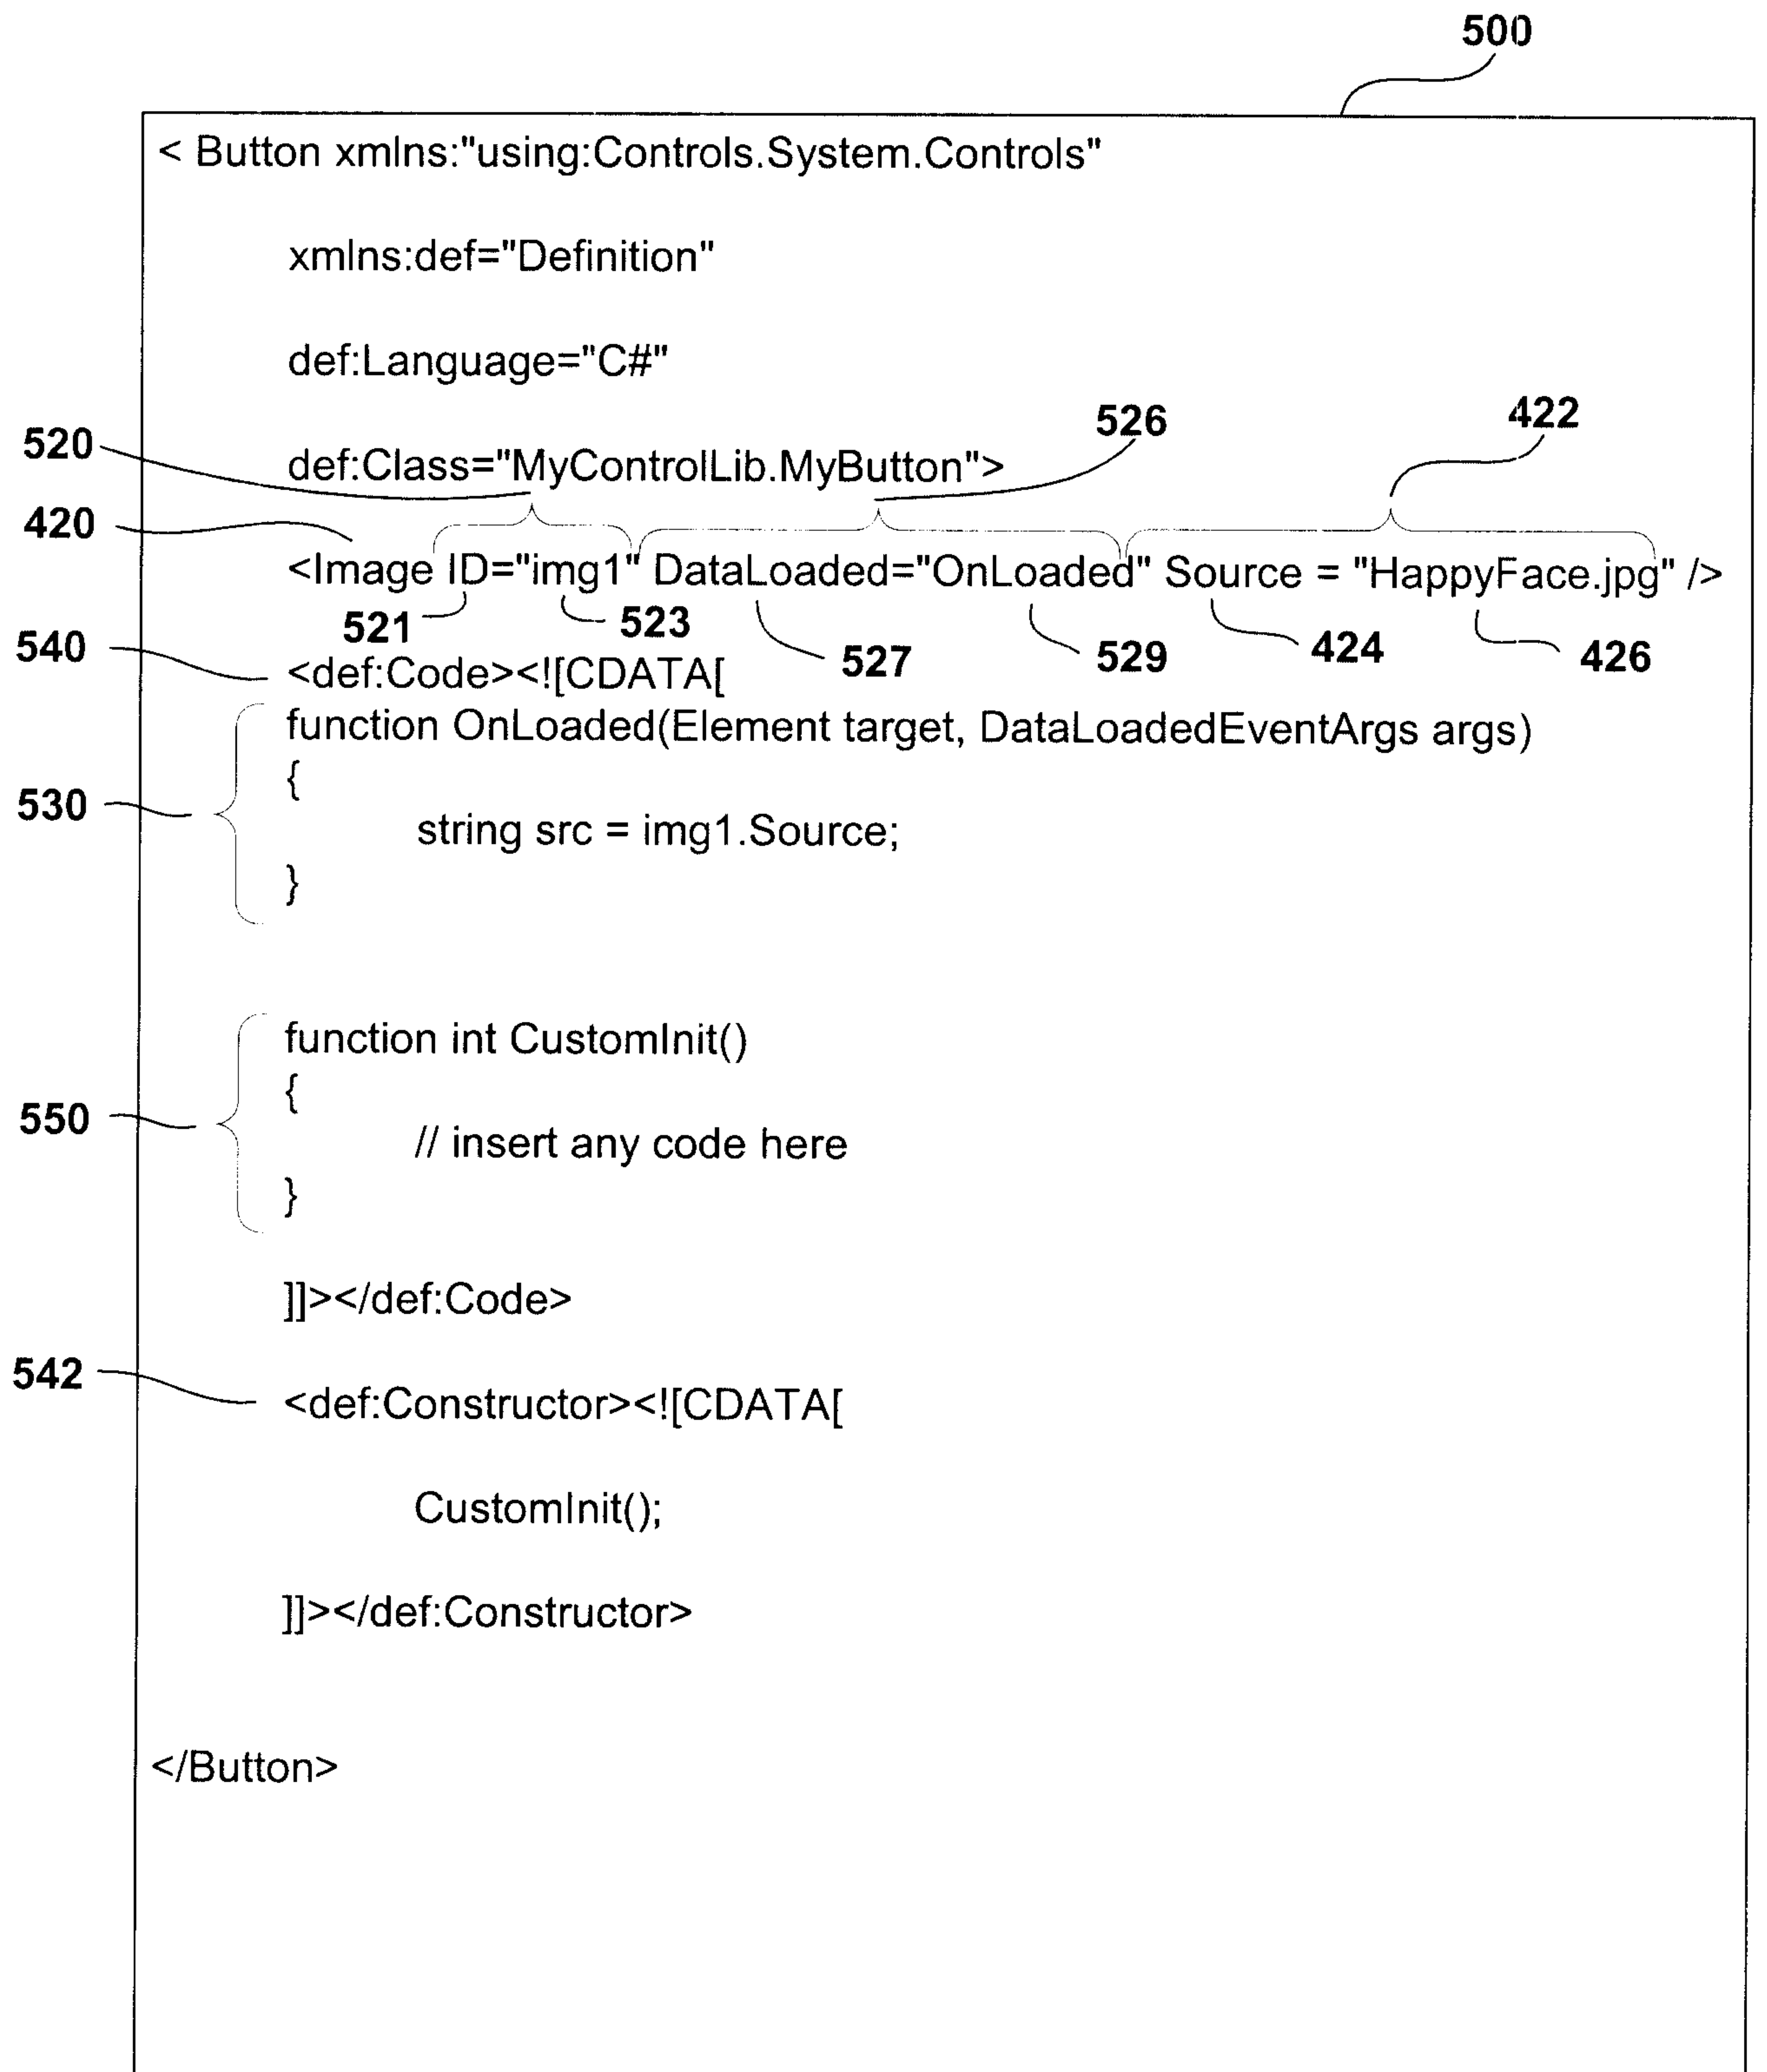 500
< Button xmlns:"using:Controls.System.Controls"
xmlns:def="Definition"
def:Language="C#"
526 422
520 def:Class="MyControlLib.MyButton">
420
<Image ID="img1" DataLoaded="OnLoaded" Source = "HappyFace.jpg" />
521 523 527 529 424 426
540 <def:Code><![CDATA[
function OnLoaded(Element target, DataLoadedEventArgs args)
{
530 string src = img1.Source;
}
function int CustomInit()
{
550 // insert any code here
}
]]></def:Code>
542 <def:Constructor><![CDATA[
CustomInit();
]]></def:Constructor>
</Button>